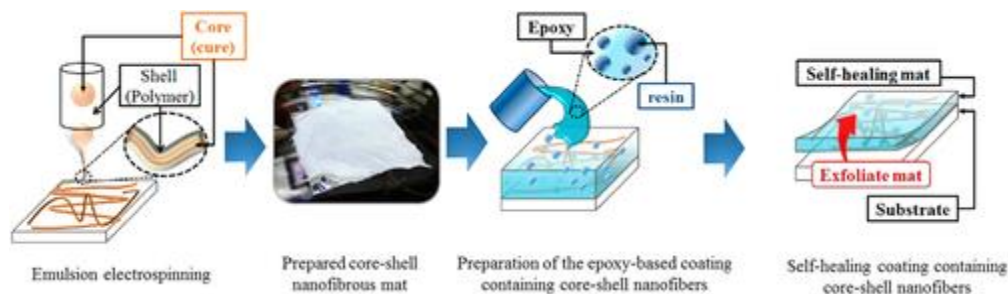 Core
(cure)
Shell
(Polymer)
Emulsion electrospinning
Prepared core-shell
nanofibrous mat
Epoxy
resin
Preparation of the epoxy-based coating
containing core-shell nanofibers
Self-healing mat
Exfoliate mat
Substrate
Self-healing coating containing
core-shell nanofibers